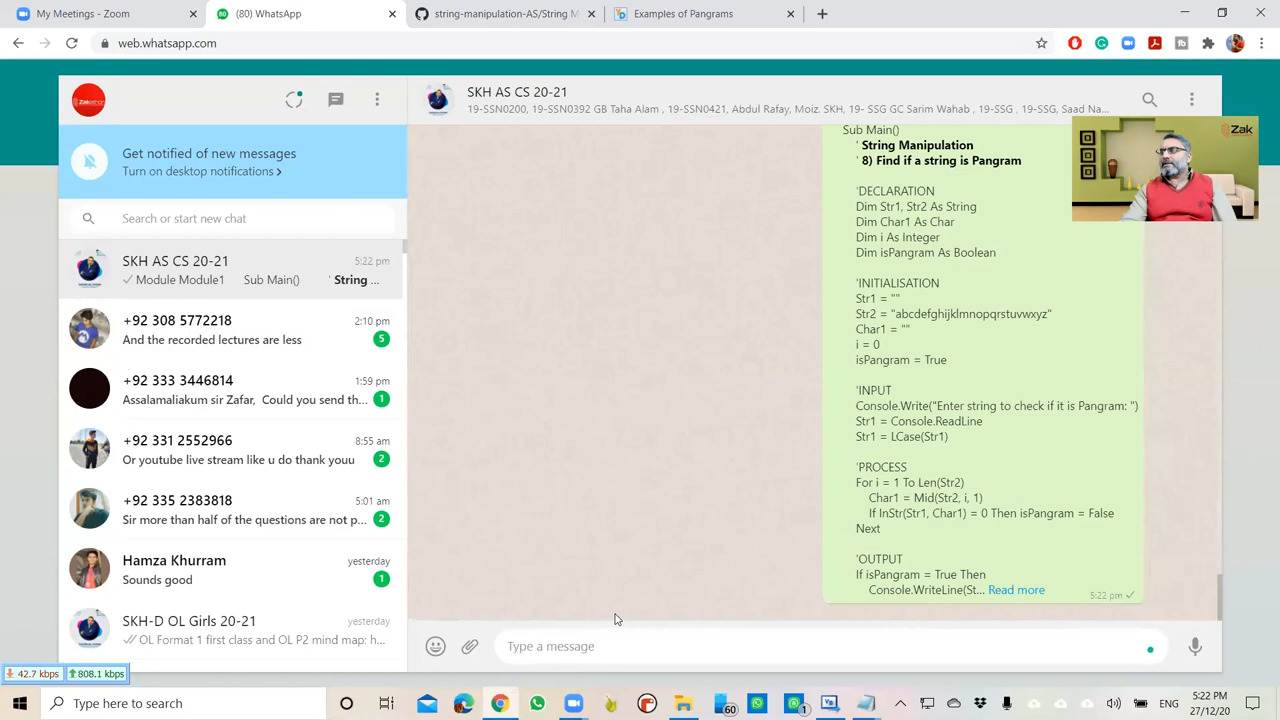 My Meetings - Zoom
(80) WhatsApp
string-manipulation-AS/String M
Examples of Pangrams
web.whatsapp.com
SKH AS CS 20-21
19-SSN0200, 19-SSN0392 GB Taha Alam , 19-SSN0421, Abdul Rafay, Moiz. SKH, 19- SSG GC Sarim Wahab , 19-SSG , 19-SSG, Saad Na...
Zak
Get notified of new messages
Turn on desktop notifications
Search or start new chat
SKH AS CS 20-21
5:22 pm
Module Module1 Sub Main() ' String ...
+92 308 5772218
2:10 pm
And the recorded lectures are less
5
+92 333 3446814
1:59 pm
Assalamaliakum sir Zafar, Could you send th...
1
+92 331 2552966
8:55 am
Or youtube live stream like u do thank youu
2
+92 335 2383818
5:01 am
Sir more than half of the questions are not p...
2
Hamza Khurram
yesterday
Sounds good
1
SKH-D OL Girls 20-21
yesterday
OL Format 1 first class and OL P2 mind map: h...
Sub Main()
' String Manipulation
' 8) Find if a string is Pangram
'DECLARATION
Dim Str1, Str2 As String
Dim Char1 As Char
Dim i As Integer
Dim isPangram As Boolean
'INITIALISATION
Str1 = ""
Str2 = "abcdefghijklmnopqrstuvwxyz"
Char1 = ""
i = 0
isPangram = True
'INPUT
Console.Write("Enter string to check if it is Pangram: ")
Str1 = Console.ReadLine
Str1 = LCase(Str1)
'PROCESS
For i = 1 To Len(Str2)
Char1 = Mid(Str2, i, 1)
If InStr(Str1, Char1) = 0 Then isPangram = False
Next
'OUTPUT
If isPangram = True Then
Console.WriteLine(St... Read more
5:22 pm
Type a message
42.7 kbps
808.1 kbps
Type here to search
60
1
ENG
5:22 PM
27/12/20